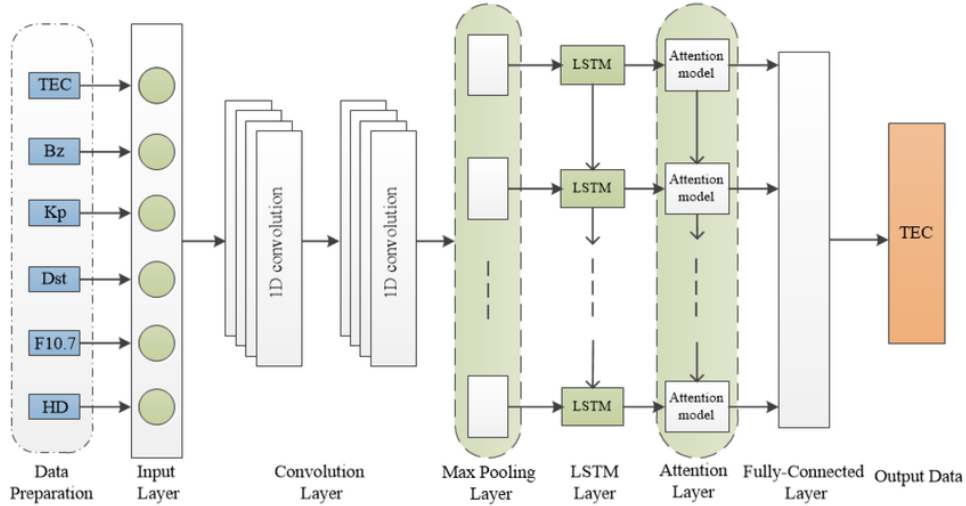 TEC
Bz
Kp
Dst
F10.7
HD
1D convolution
1D convolution
LSTM
LSTM
LSTM
Attention
model
Attention
model
Attention
model
TEC
Data
Preparation
Input
Layer
Convolution
Layer
Max Pooling
Layer
LSTM
Layer
Attention
Layer
Fully-Connected
Layer
Output Data